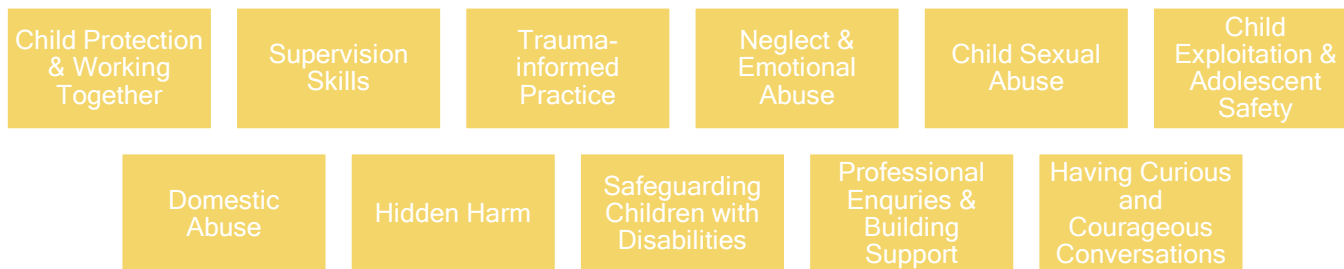 Child Protection
& Working
Together
Supervision
Skills
Trauma-
informed
Practice
Neglect &
Emotional
Abuse
Child Sexual
Abuse
Child
Exploitation &
Adolescent
Safety
Domestic
Abuse
Hidden Harm
Safeguarding
Children with
Disabilities
Professional
Enquries &
Building
Support
Having Curious
and
Courageous
Conversations